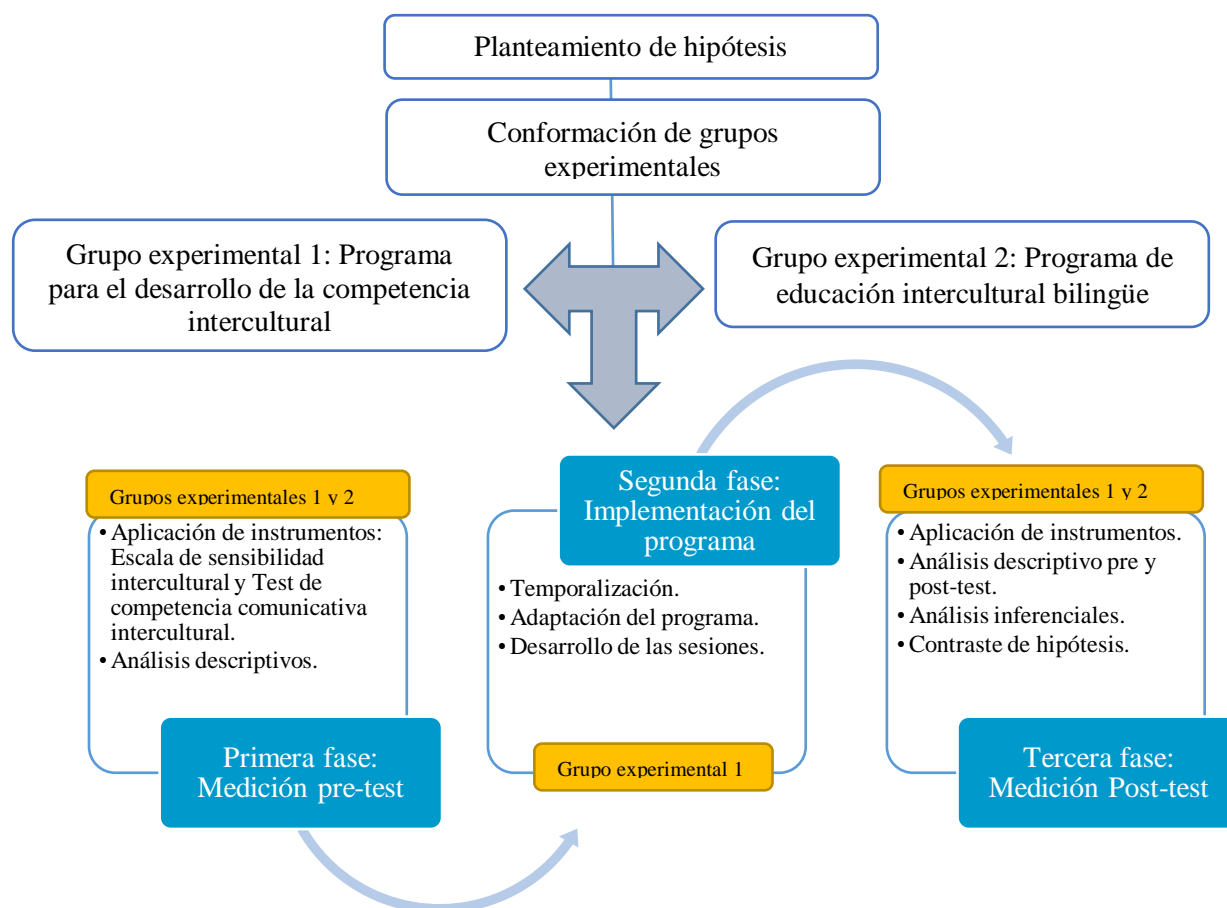 Planteamiento de hipótesis
Conformación de grupos
experimentales
Grupo experimental 1: Programa
para el desarrollo de la competencia
intercultural
Grupo experimental 2: Programa de
educación intercultural bilingüe
Grupos experimentales 1 y 2
• Aplicación de instrumentos:
Escala de sensibilidad
intercultural y Test de
competencia comunicativa
intercultural.
• Análisis descriptivos.
Primera fase:
Medición pre-test
Segunda fase:
Implementación del
programa
• Temporalización.
• Adaptación del programa.
• Desarrollo de las sesiones.
Grupo experimental 1
Grupos experimentales 1 y 2
• Aplicación de instrumentos.
• Análisis descriptivo pre y
post-test.
• Análisis inferenciales.
• Contraste de hipótesis.
Tercera fase:
Medición Post-test